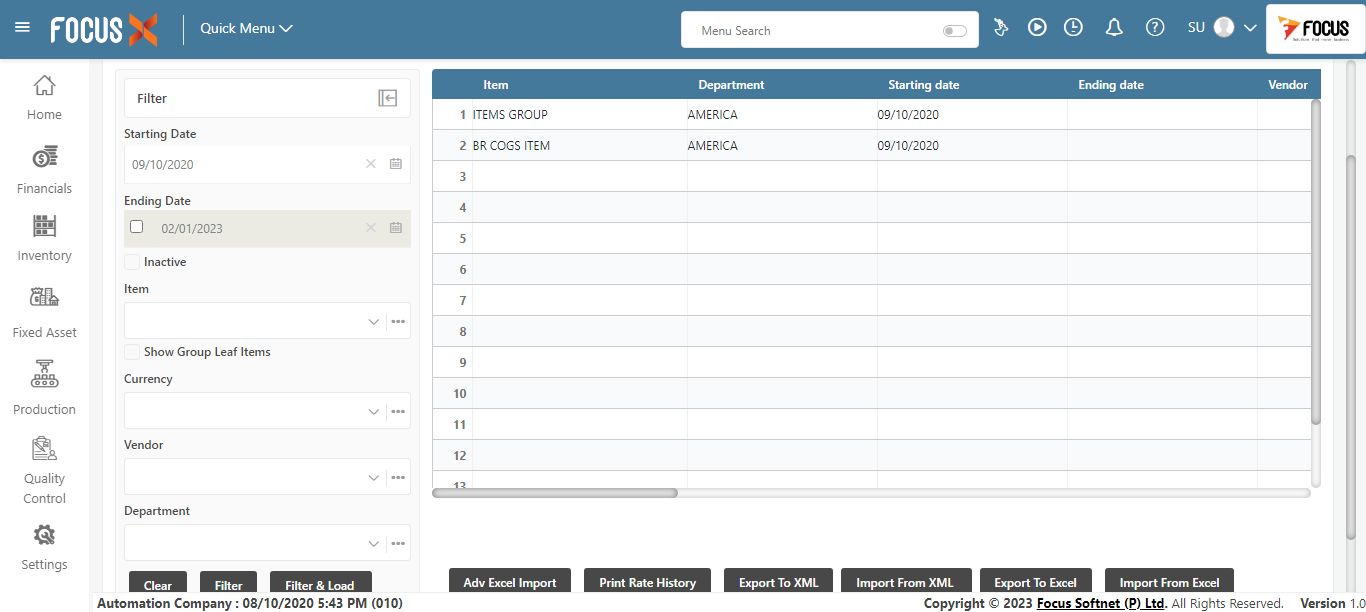 FOCUS X
Quick Menu
Menu Search
SU
FOCUS
Home
Financials
Inventory
Fixed Asset
Production
Quality
Control
Settings
Filter
Starting Date
09/10/2020
Ending Date
02/01/2023
Inactive
Item
Show Group Leaf Items
Currency
Vendor
Department
Clear Filter Filter & Load
Item Department Starting date Ending date Vendor
1 ITEMS GROUP AMERICA 09/10/2020
2 BR COGS ITEM AMERICA 09/10/2020
3
4
5
6
7
8
9
10
11
12
13
Adv Excel Import Print Rate History Export To XML Import From XML Export To Excel Import From Excel
Automation Company : 08/10/2020 5:43 PM (010)
Copyright © 2023 Focus Softnet (P) Ltd. All Rights Reserved. Version 1.0